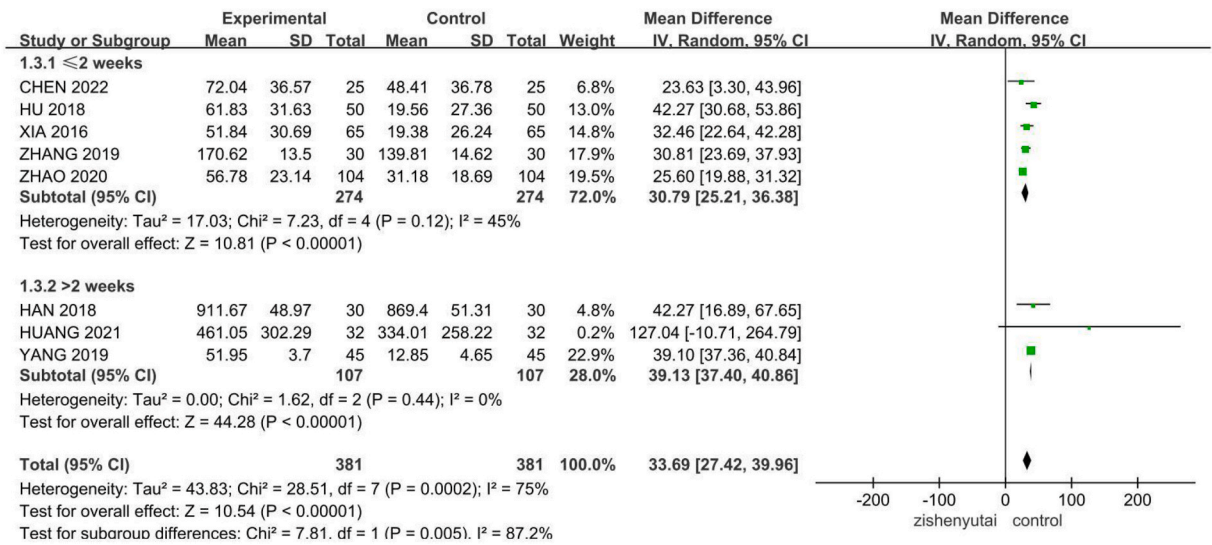 Experimental Control Mean Difference Mean Difference
Study or Subgroup Mean SD Total Mean SD Total Weight IV, Random, 95% CI IV, Random, 95% CI
1.3.1 ≤2 weeks
CHEN 2022 72.04 36.57 25 48.41 36.78 25 6.8% 23.63 [3.30, 43.96]
HU 2018 61.83 31.63 50 19.56 27.36 50 13.0% 42.27 [30.68, 53.86]
XIA 2016 51.84 30.69 65 19.38 26.24 65 14.8% 32.46 [22.64, 42.28]
ZHANG 2019 170.62 13.5 30 139.81 14.62 30 17.9% 30.81 [23.69, 37.93]
ZHAO 2020 56.78 23.14 104 31.18 18.69 104 19.5% 25.60 [19.88, 31.32]
Subtotal (95% CI) 274 274 72.0% 30.79 [25.21, 36.38]
Heterogeneity: Tau² = 17.03; Chi² = 7.23, df = 4 (P = 0.12); I² = 45%
Test for overall effect: Z = 10.81 (P < 0.00001)
1.3.2 >2 weeks
HAN 2018 911.67 48.97 30 869.4 51.31 30 4.8% 42.27 [16.89, 67.65]
HUANG 2021 461.05 302.29 32 334.01 258.22 32 0.2% 127.04 [-10.71, 264.79]
YANG 2019 51.95 3.7 45 12.85 4.65 45 22.9% 39.10 [37.36, 40.84]
Subtotal (95% CI) 107 107 28.0% 39.13 [37.40, 40.86]
Heterogeneity: Tau² = 0.00; Chi² = 1.62, df = 2 (P = 0.44); I² = 0%
Test for overall effect: Z = 44.28 (P < 0.00001)
Total (95% CI) 381 381 100.0% 33.69 [27.42, 39.96]
Heterogeneity: Tau² = 43.83; Chi² = 28.51, df = 7 (P = 0.0002); I² = 75%
Test for overall effect: Z = 10.54 (P < 0.00001)
Test for subgroup differences: Chi² = 7.81, df = 1 (P = 0.005), I² = 87.2%
-200 -100 0 100 200
zishenyutai control